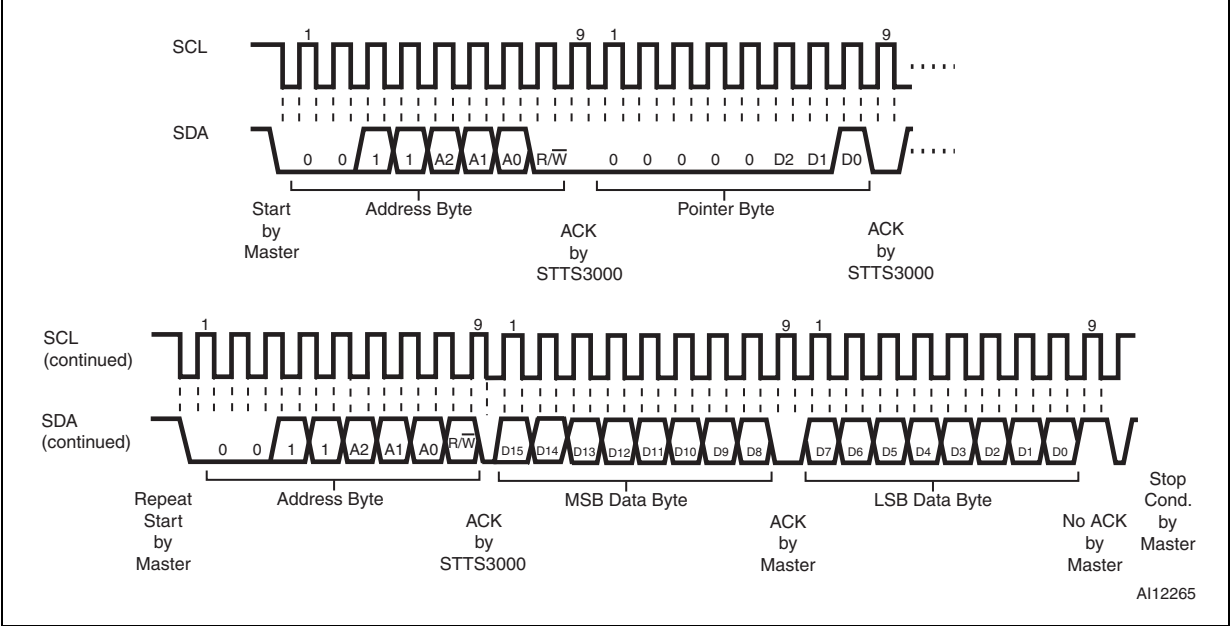 1 9 1 9
SCL
SDA
0 0 1 1 A2 A1 A0 R/W 0 0 0 0 0 D2 D1 D0
Start by Master
Address Byte
ACK by STTS3000
Pointer Byte
ACK by STTS3000
1 9 1 9 1 9
SCL (continued)
SDA (continued)
0 0 1 1 A2 A1 A0 R/W D15 D14 D13 D12 D11 D10 D9 D8 D7 D6 D5 D4 D3 D2 D1 D0
Repeat Start by Master
Address Byte
ACK by STTS3000
MSB Data Byte
ACK by Master
LSB Data Byte
No ACK by Master
Stop Cond. by Master
AI12265